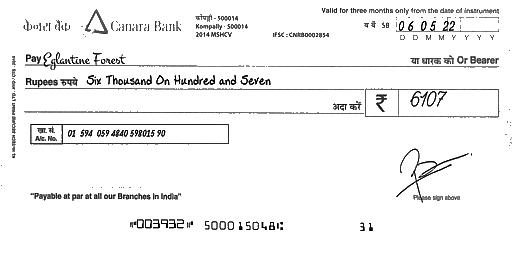 Valid for three months only from the date of instrument
केनरा बैंक Canara Bank
कोमपल्ली - 500014
Kompally - 500014
2014 MSHCV
IFSC : CNRB0002854
SB 06 05 22
D D M M Y Y Y Y
Pay Eglantine Forest
या धारक को Or Bearer
Rupees रुपये Six Thousand On Hundred and Seven
अदा करें ₹ 6107
खा. सं.
A/c. No. 01 594 059 4840 598015 90
"Payable at par at all our Branches in India"
Please sign above
⑈003932⑈ 500015048⑆ 31